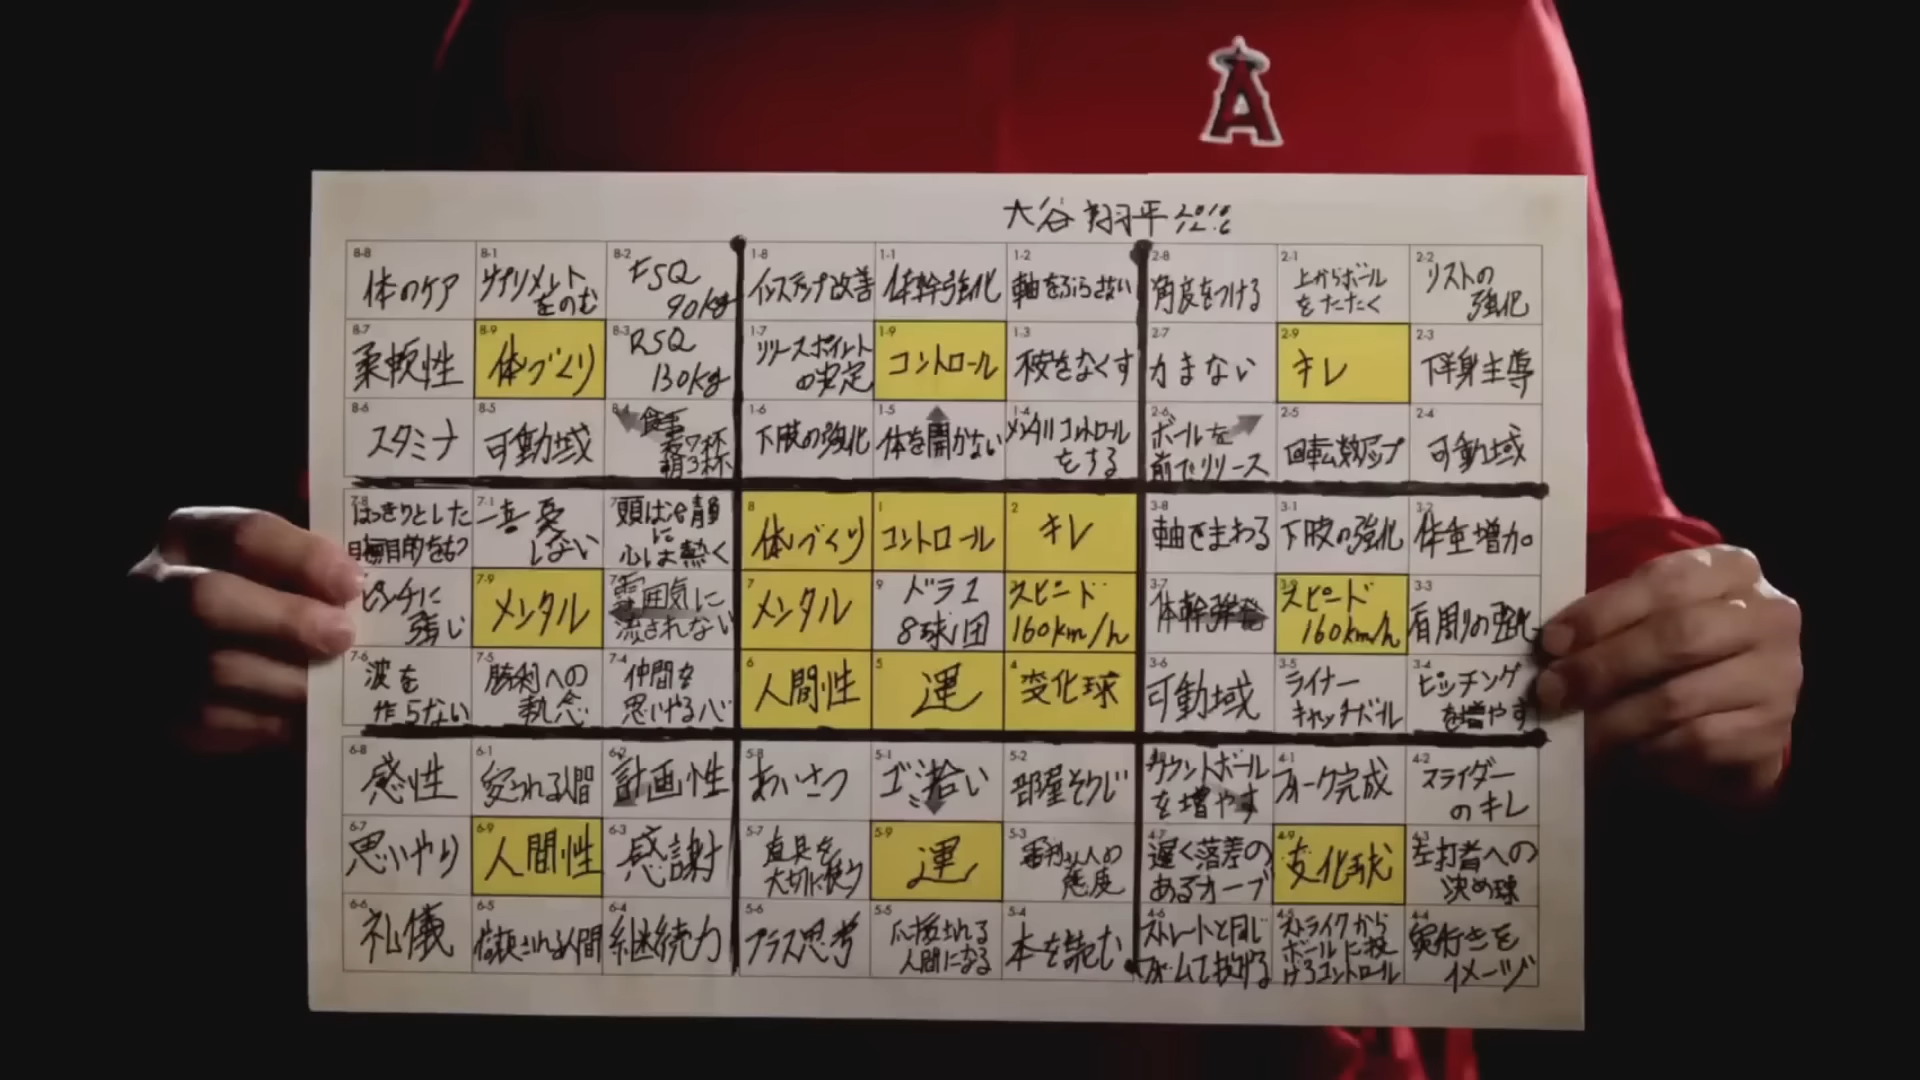 A
大谷 翔平 2010 12.6
8-8 体のケア
8-1 サプリメント
をのむ
8-2 FSQ
90kg
1-8 インステップ改善
1-1 体幹強化
1-2 軸をぶらさない
2-8 角度をつける
2-1 上からボール
をたたく
2-2 リストの
強化
8-7 柔軟性
8-9 体づくり
8-3 RSQ
130kg
1-7 リリースポイント
の安定
1-9 コントロール
1-3 不安をなくす
2-7 力まない
2-9 キレ
2-3 下半身主導
8-6 スタミナ
8-5 可動域
8-4 食事
夜7杯
朝3杯
1-6 下肢の強化
1-5 体を開かない
1-4 メンタルコントロール
をする
2-6 ボールを
前でリリース
2-5 回転数アップ
2-4 可動域
7-8 はっきりとした
目的をもつ
7-1 一喜一憂
しない
頭は冷静
に
心は熱く
8 体づくり
1 コントロール
2 キレ
3-8 軸でまわる
3-1 下肢の強化
3-2 体重増加
ピンチに
強い
7-9 メンタル
雰囲気に
流されない
7 メンタル
9 ドラ1
8球団
スピード
160km/h
3-7 体幹強化
3-9 スピード
160km/h
3-3 肩周りの強化
7-6 波を
作らない
7-5 勝利への
執念
7-4 仲間を
思いやる心
6 人間性
5 運
4 変化球
3-6 可動域
3-5 ライナー
キャッチボール
3-4 ピッチング
を増やす
6-8 感性
6-1 愛される人間
6-2 計画性
5-8 あいさつ
5-1 ゴミ拾い
5-2 部屋そうじ
カウントボール
を増やす
4-1 フォーク完成
4-2 スライダー
のキレ
6-7 思いやり
6-9 人間性
6-3 感謝
5-7 道具を
大切に使う
5-9 運
5-3 審判さんへの
態度
4-7 遅く落差の
あるカーブ
4-9 変化球
4-3 左打者への
決め球
6-6 礼儀
6-5 信頼される人間
6-4 継続力
5-6 プラス思考
5-5 応援される
人間になる
5-4 本を読む
4-6 ストレートと同じ
フォームで投げる
4-5 ストライクから
ボールに投
げるコントロール
4-4 奥行きを
イメージ